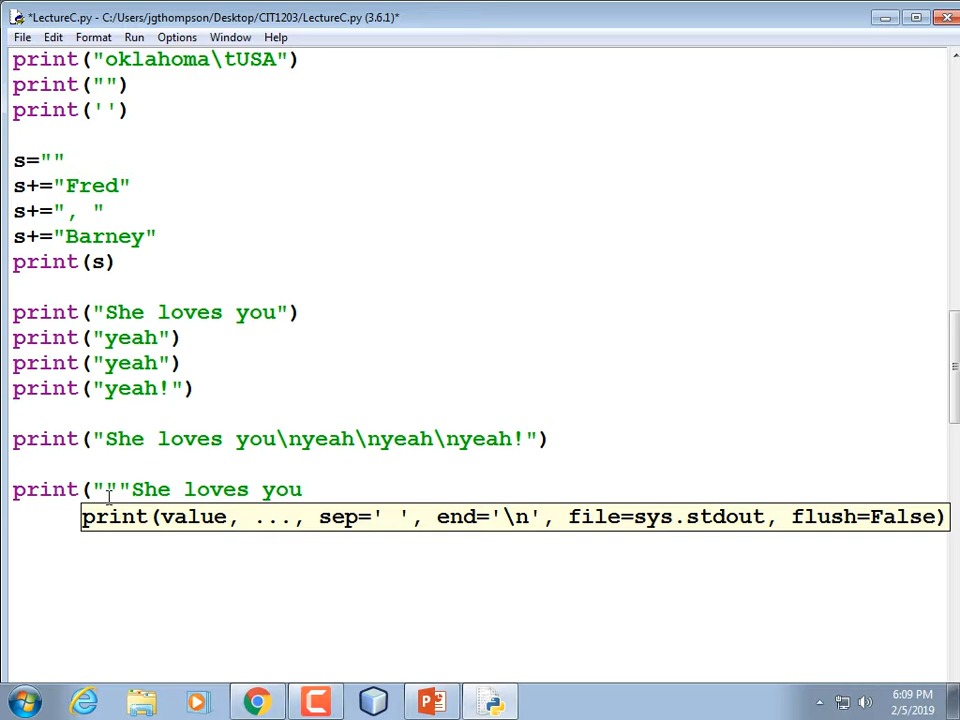 *LectureC.py - C:/Users/jgthompson/Desktop/CIT1203/LectureC.py (3.6.1)*
File Edit Format Run Options Window Help
print("oklahoma\tUSA")
print("")
print('')
s=""
s+="Fred"
s+=", "
s+="Barney"
print(s)
print("She loves you")
print("yeah")
print("yeah")
print("yeah!")
print("She loves you\nyeah\nyeah\nyeah!")
print("""She loves you
print(value, ..., sep=' ', end='\n', file=sys.stdout, flush=False)
6:09 PM
2/5/2019